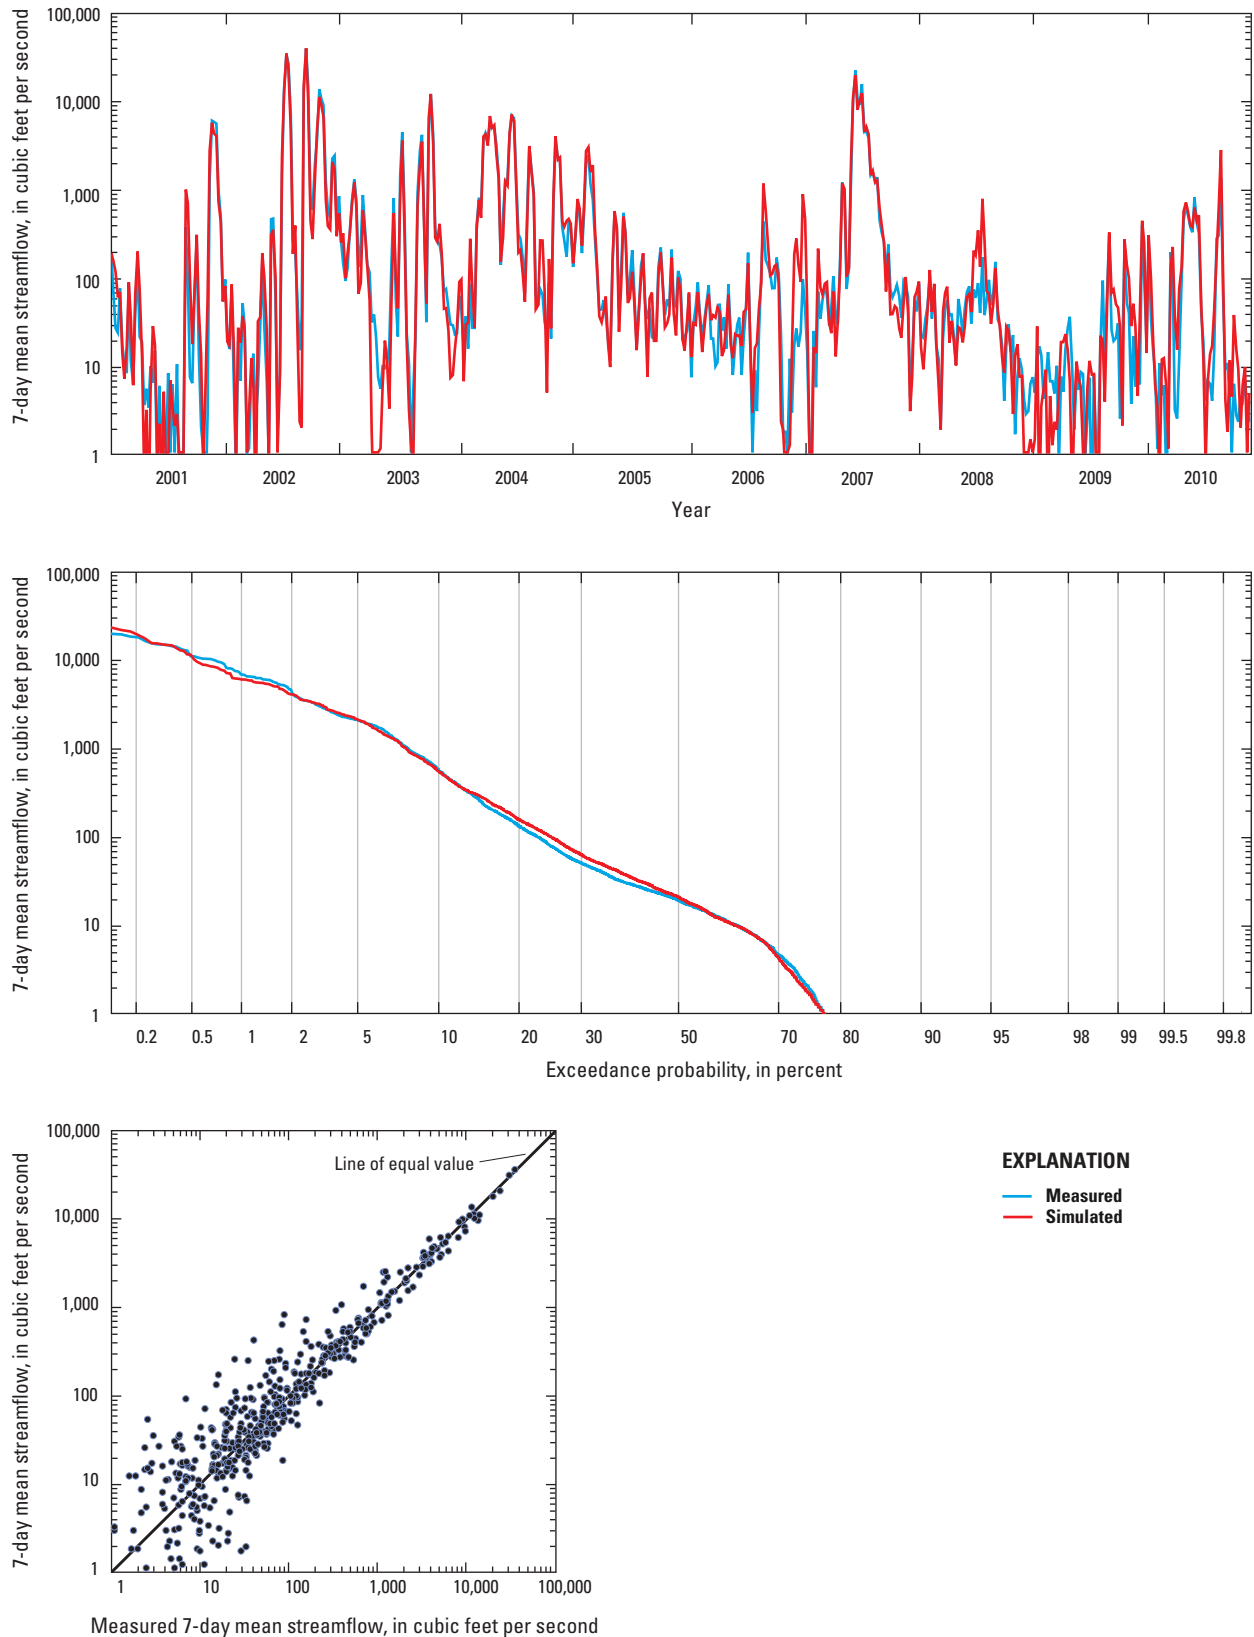 7-day mean streamflow, in cubic feet per second
100,000
10,000
1,000
100
10
1
2001 2002 2003 2004 2005 2006 2007 2008 2009 2010
Year
7-day mean streamflow, in cubic feet per second
100,000
10,000
1,000
100
10
1
0.2 0.5 1 2 5 10 20 30 50 70 80 90 95 98 99 99.5 99.8
Exceedance probability, in percent
7-day mean streamflow, in cubic feet per second
100,000
10,000
1,000
100
10
1
Line of equal value
1 10 100 1,000 10,000 100,000
Measured 7-day mean streamflow, in cubic feet per second
EXPLANATION
Measured
Simulated